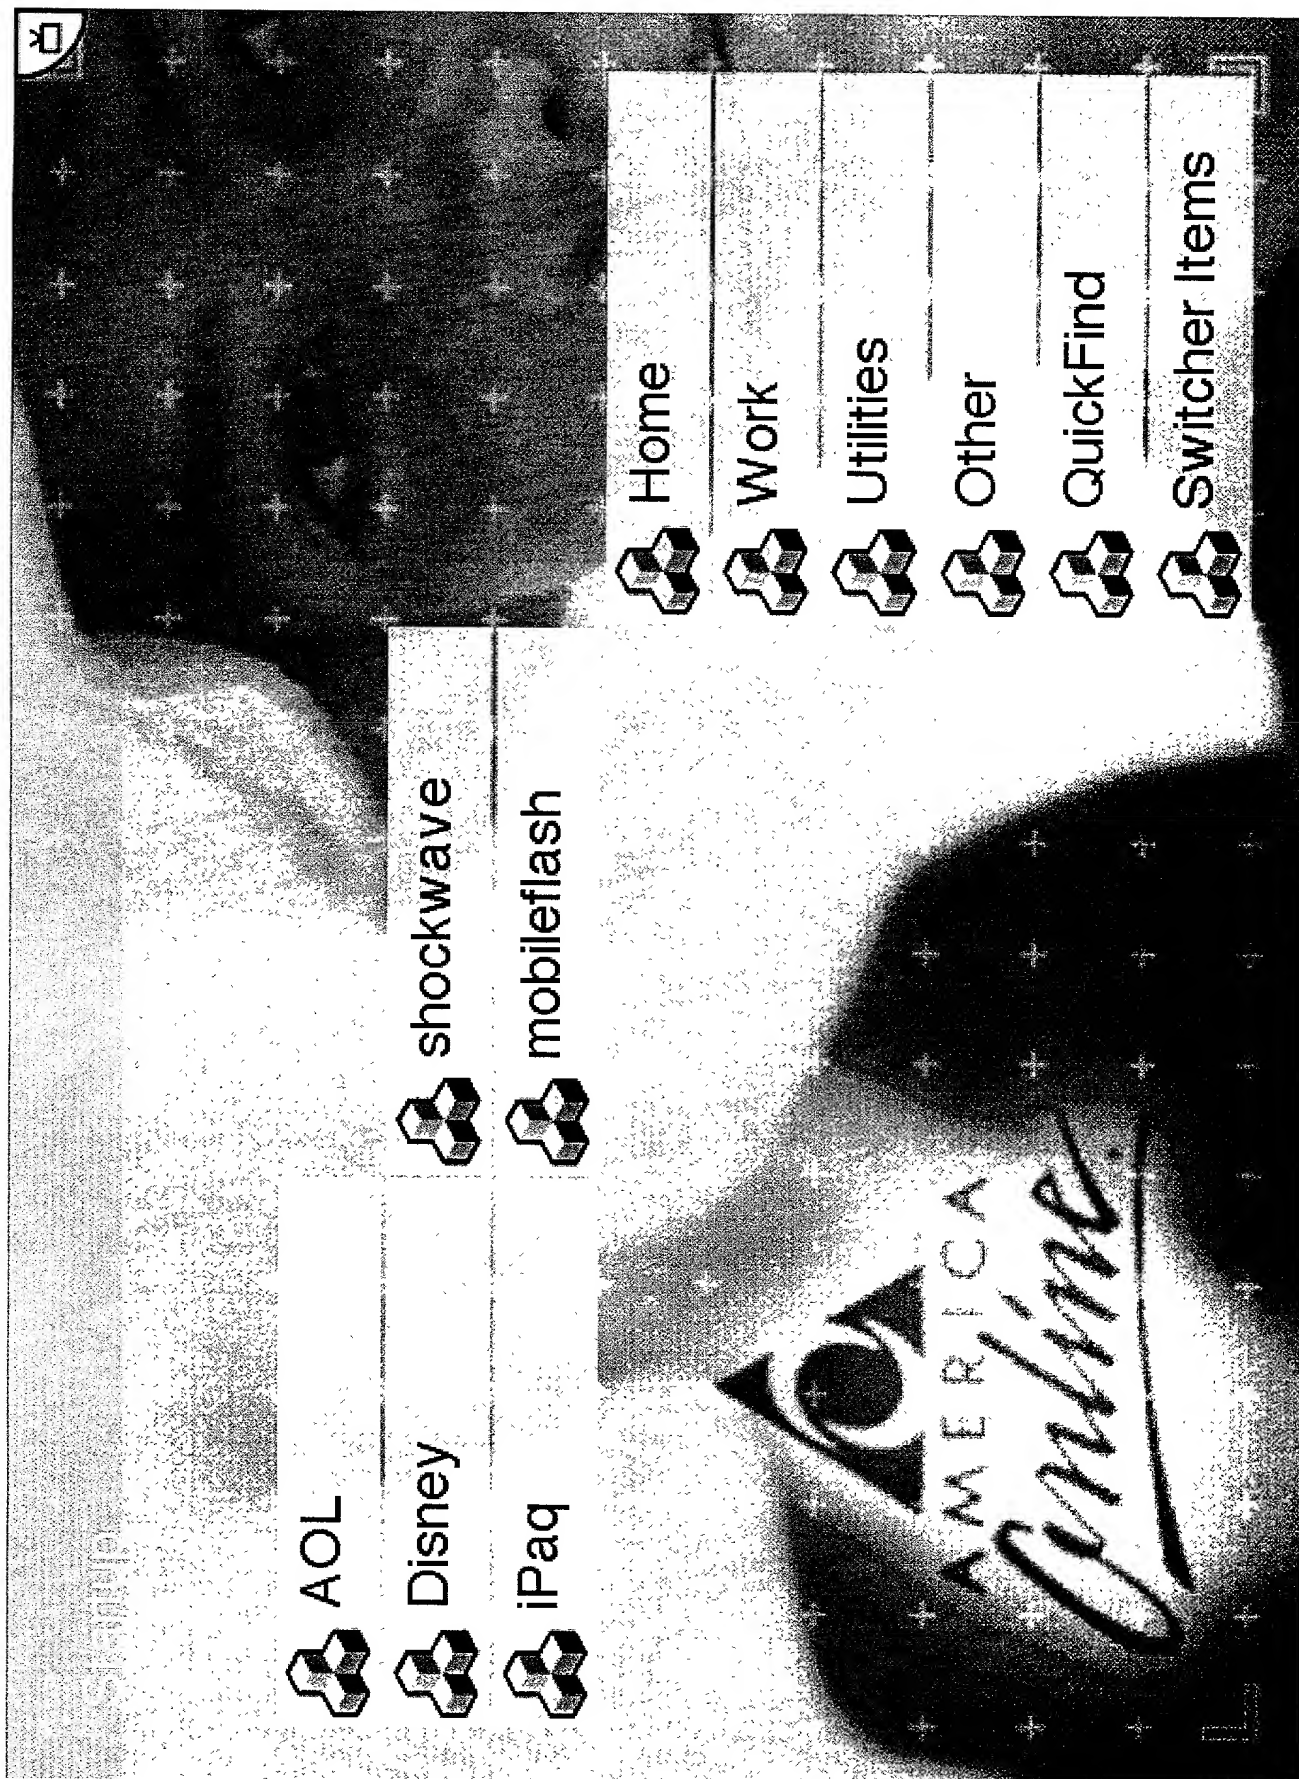 AOL
Disney
iPaq
shockwave
mobileflash
Home
Work
Utilities
Other
QuickFind
Switcher Items
AMERICA
Online.